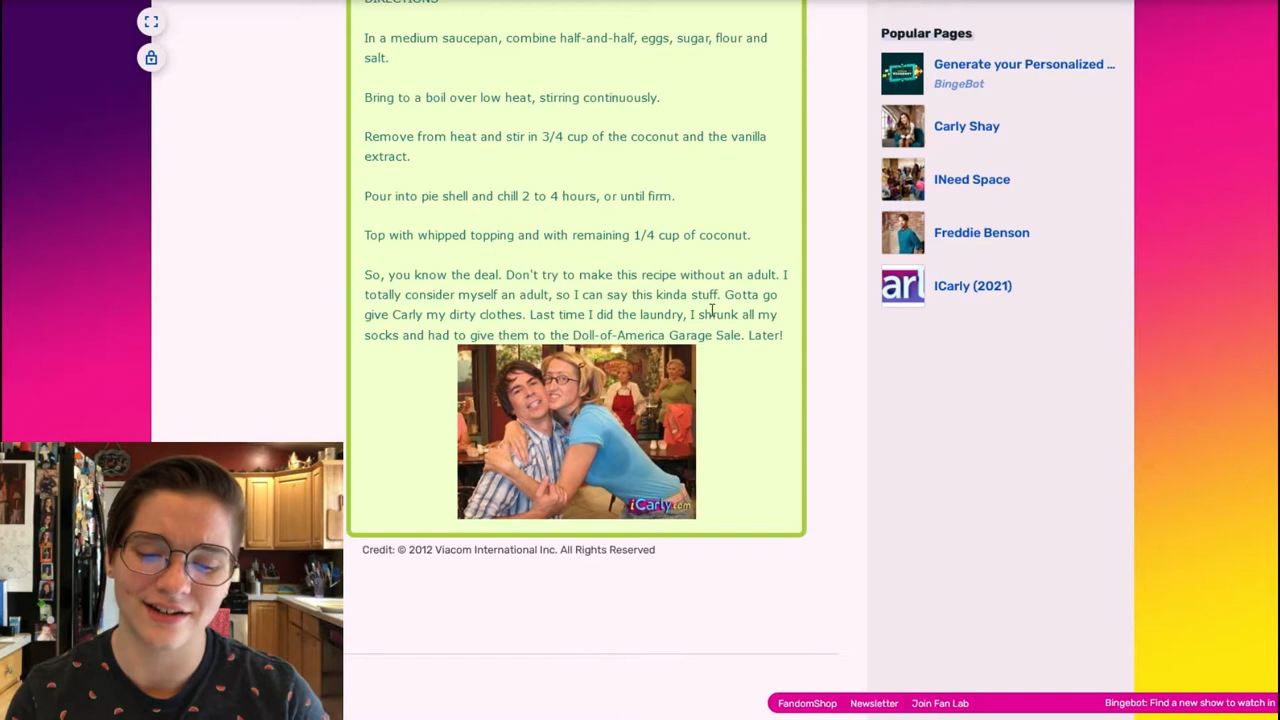 DIRECTIONS
In a medium saucepan, combine half-and-half, eggs, sugar, flour and
salt.
Bring to a boil over low heat, stirring continuously.
Remove from heat and stir in 3/4 cup of the coconut and the vanilla
extract.
Pour into pie shell and chill 2 to 4 hours, or until firm.
Top with whipped topping and with remaining 1/4 cup of coconut.
So, you know the deal. Don't try to make this recipe without an adult. I
totally consider myself an adult, so I can say this kinda stuff. Gotta go
give Carly my dirty clothes. Last time I did the laundry, I shrunk all my
socks and had to give them to the Doll-of-America Garage Sale. Later!
iCarly.com
Credit: © 2012 Viacom International Inc. All Rights Reserved
Popular Pages
Generate your Personalized ...
BingeBot
Carly Shay
INeed Space
Freddie Benson
arl
ICarly (2021)
FandomShop Newsletter Join Fan Lab Bingebot: Find a new show to watch in